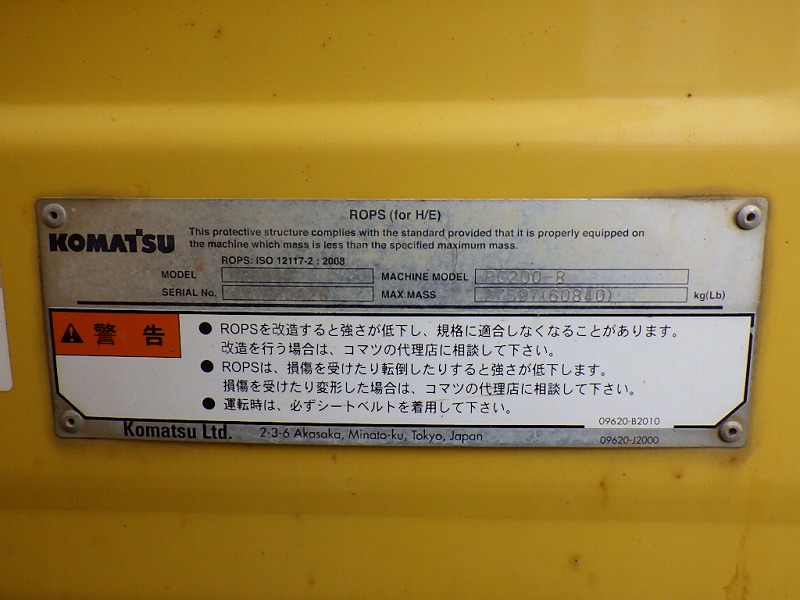 ROPS (for H/E)
KOMATSU
This protective structure complies with the standard provided that it is properly equipped on
the machine which mass is less than the specified maximum mass.
ROPS: ISO 12117-2 : 2008
MODEL MACHINE MODEL PC200-8
SERIAL No. MAX.MASS 27597(60840) kg(Lb)
警告
● ROPSを改造すると強さが低下し、規格に適合しなくなることがあります。
改造を行う場合は、コマツの代理店に相談して下さい。
● ROPSは、損傷を受けたり転倒したりすると強さが低下します。
損傷を受けたり変形した場合は、コマツの代理店に相談して下さい。
● 運転時は、必ずシートベルトを着用して下さい。
09620-B2010
Komatsu Ltd. 2-3-6 Akasaka, Minato-ku, Tokyo, Japan
09620-J2000